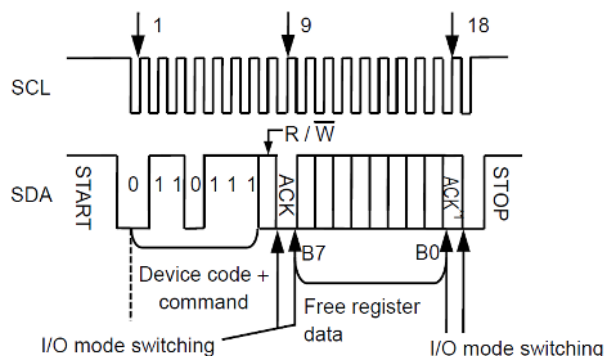 1 9 18
SCL
R / W
SDA START 0 1 1 0 1 1 1 ACK ACK*1 STOP
B7 B0
Device code +
command
Free register
data
I/O mode switching I/O mode switching